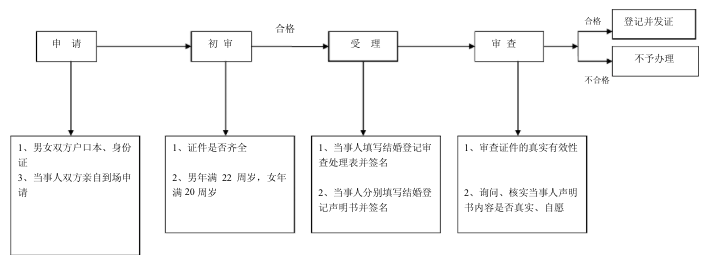 申 请
初 审
合格
受 理
审 查
合格
登记并发证
不予办理
不合格
1、男女双方户口本、身份
证
3、当事人双方亲自到场申
请
1、证件是否齐全
2、男年满 22 周岁，女年
满 20 周岁
1、当事人填写结婚登记审
查处理表并签名
2、当事人分别填写结婚登
记声明书并签名
1、审查证件的真实有效性
2、询问、核实当事人声明
书内容是否真实、自愿